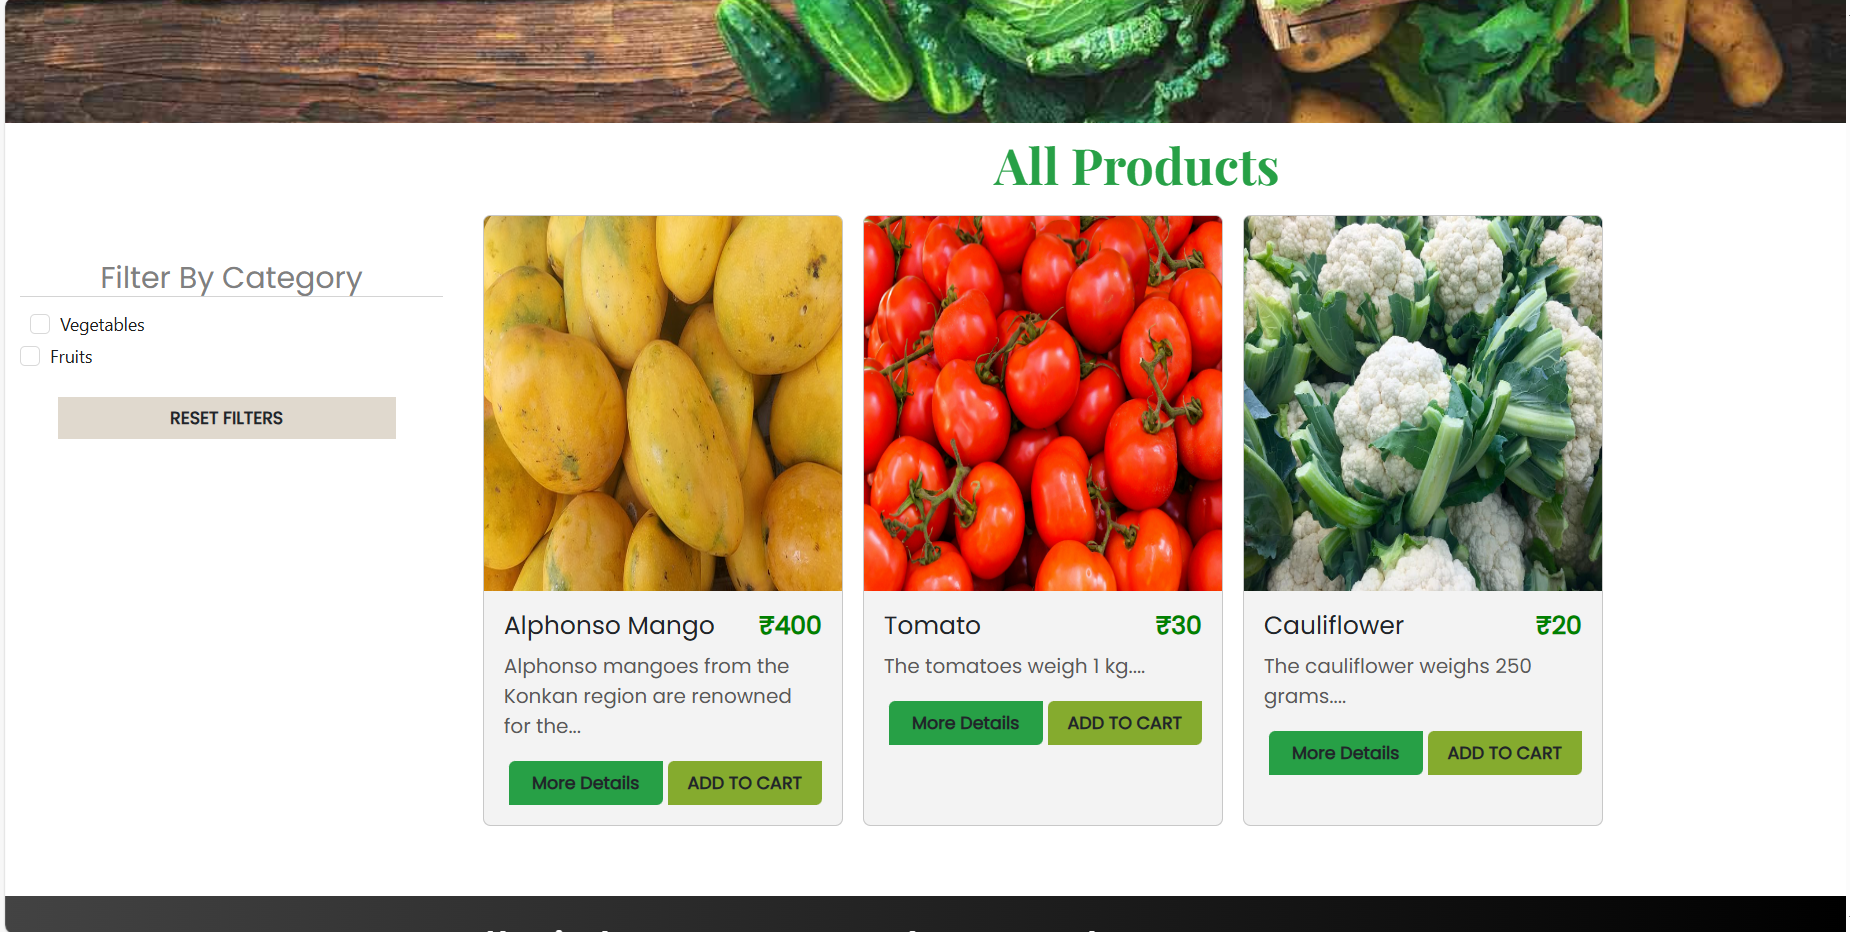 All Products
Filter By Category
Vegetables
Fruits
RESET FILTERS
Alphonso Mango ₹400
Alphonso mangoes from the
Konkan region are renowned
for the...
More Details ADD TO CART
Tomato ₹30
The tomatoes weigh 1 kg....
More Details ADD TO CART
Cauliflower ₹20
The cauliflower weighs 250
grams....
More Details ADD TO CART